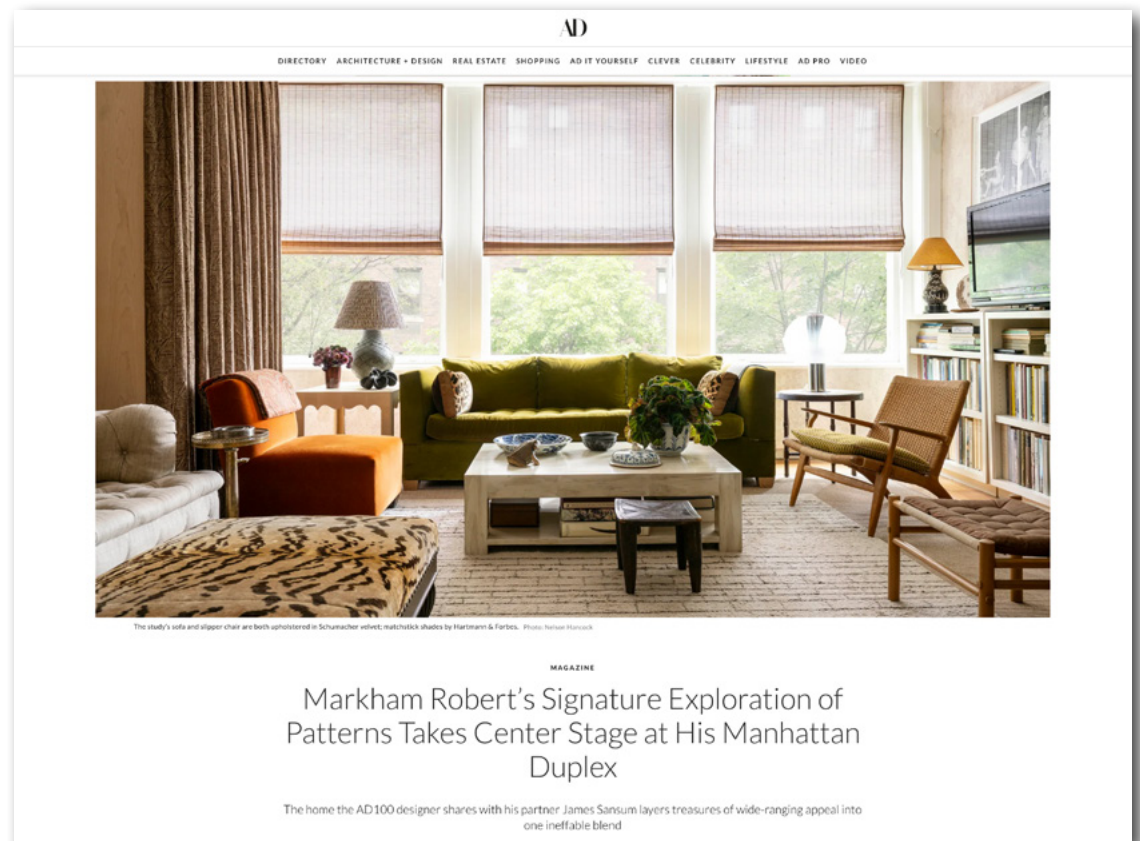 AD
DIRECTORY ARCHITECTURE + DESIGN REAL ESTATE SHOPPING AD IT YOURSELF CLEVER CELEBRITY LIFESTYLE AD PRO VIDEO
The study's sofa and slipper chair are both upholstered in Schumacher velvet; matchstick shades by Hartmann & Forbes. Photo: Nelson Hancock
MAGAZINE
Markham Robert's Signature Exploration of
Patterns Takes Center Stage at His Manhattan
Duplex
The home the AD100 designer shares with his partner James Sansum layers treasures of wide-ranging appeal into
one ineffable blend